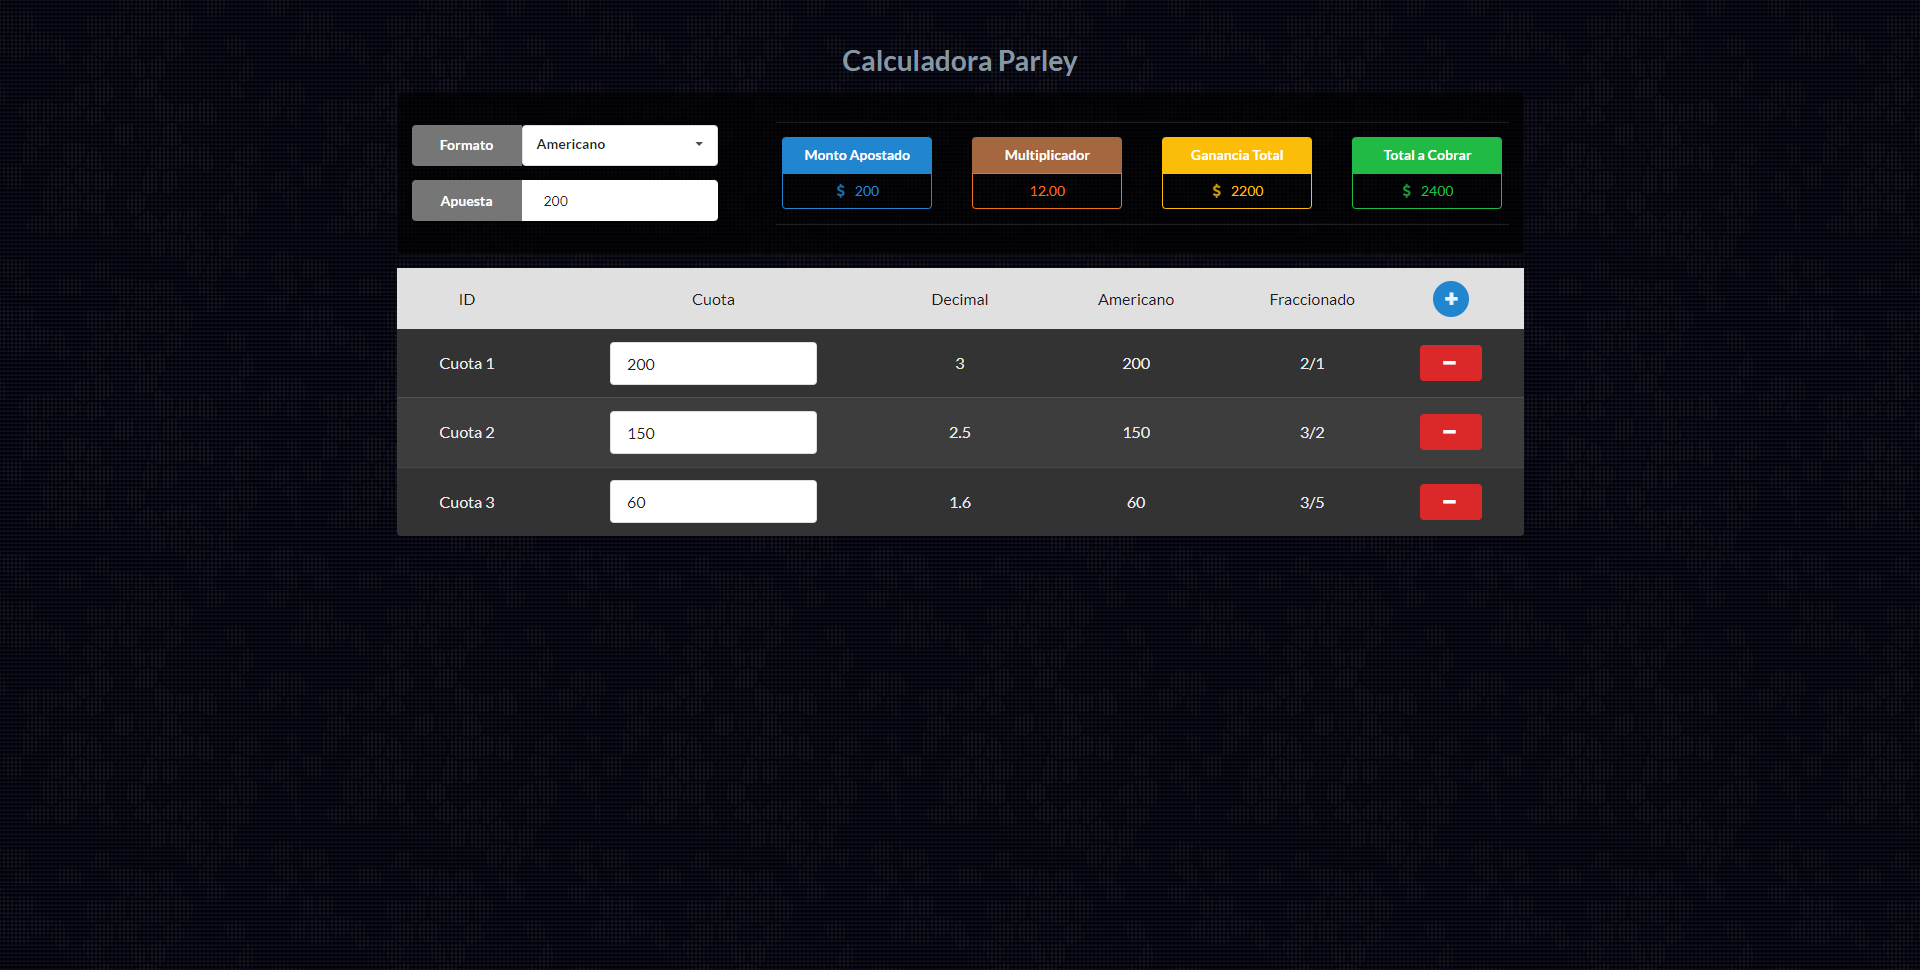 Calculadora Parley
Formato Americano
Apuesta 200
Monto Apostado Multiplicador Ganancia Total Total a Cobrar
$ 200 12.00 $ 2200 $ 2400
ID Cuota Decimal Americano Fraccionado
Cuota 1 200 3 200 2/1
Cuota 2 150 2.5 150 3/2
Cuota 3 60 1.6 60 3/5